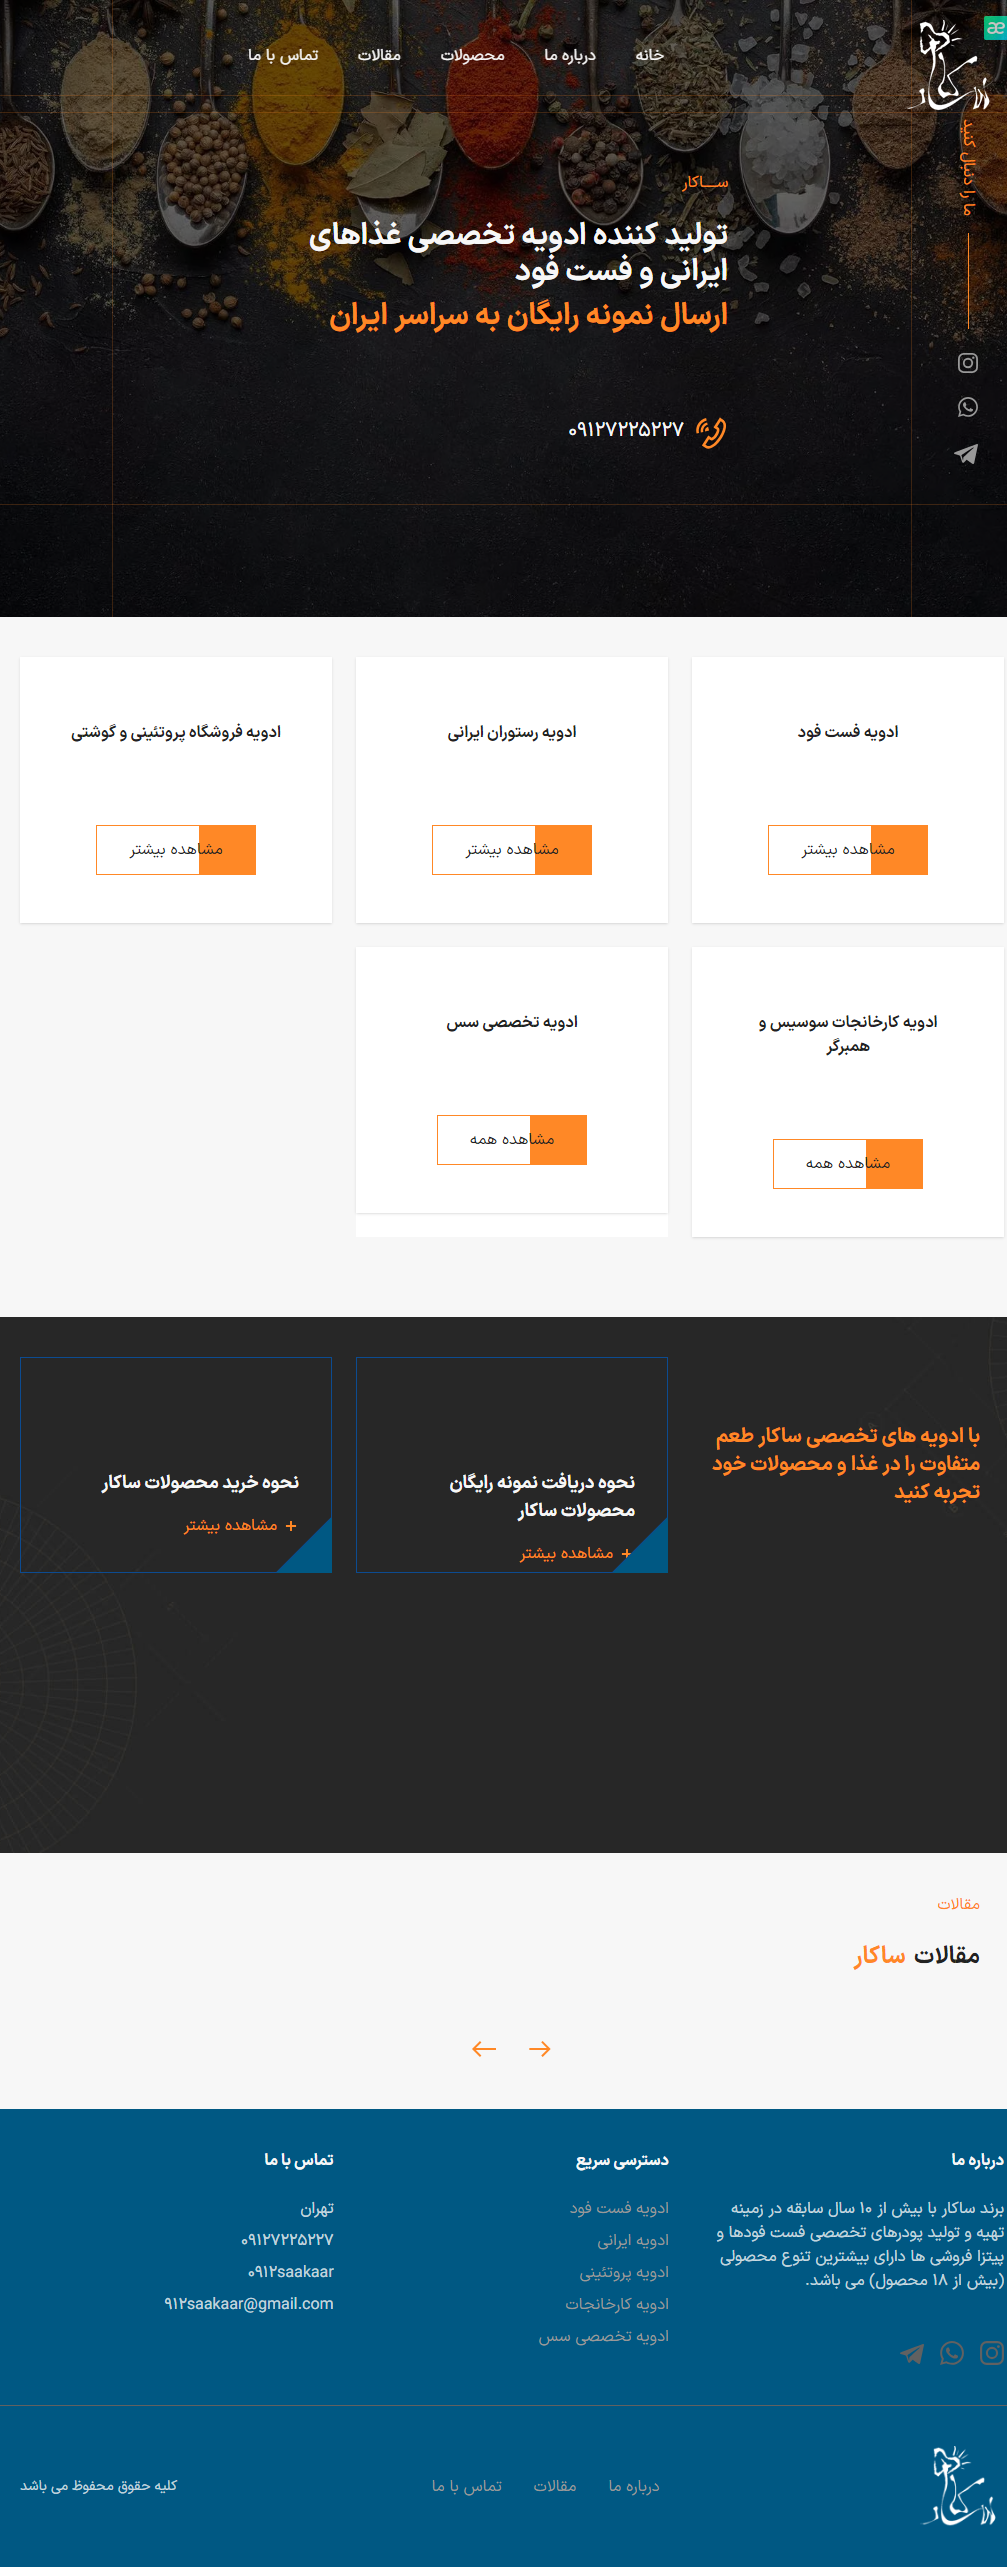 æ
خانه
درباره ما
محصولات
مقالات
تماس با ما
ما را دنبال کنید
ســـاکار
تولید کننده ادویه تخصصی غذاهای
ایرانی و فست فود
ارسال نمونه رایگان به سراسر ایران
۰۹۱۲۷۲۲۵۲۲۷
ادویه فست فود
مشاهده بیشتر
ادویه رستوران ایرانی
مشاهده بیشتر
ادویه فروشگاه پروتئینی و گوشتی
مشاهده بیشتر
ادویه کارخانجات سوسیس و
همبرگر
مشاهده همه
ادویه تخصصی سس
مشاهده همه
با ادویه های تخصصی ساکار طعم
متفاوت را در غذا و محصولات خود
تجربه کنید
نحوه دریافت نمونه رایگان
محصولات ساکار
+ مشاهده بیشتر
نحوه خرید محصولات ساکار
+ مشاهده بیشتر
مقالات
مقالات ساکار
درباره ما
برند ساکار با بیش از ۱۰ سال سابقه در زمینه
تهیه و تولید پودرهای تخصصی فست فودها و
پیتزا فروشی ها دارای بیشترین تنوع محصولی
(بیش از ۱۸ محصول) می باشد.
دسترسی سریع
ادویه فست فود
ادویه ایرانی
ادویه پروتئینی
ادویه کارخانجات
ادویه تخصصی سس
تماس با ما
تهران
۰۹۱۲۷۲۲۵۲۲۷
۰۹۱۲saakaar
۹۱۲saakaar@gmail.com
درباره ما
مقالات
تماس با ما
کلیه حقوق محفوظ می باشد